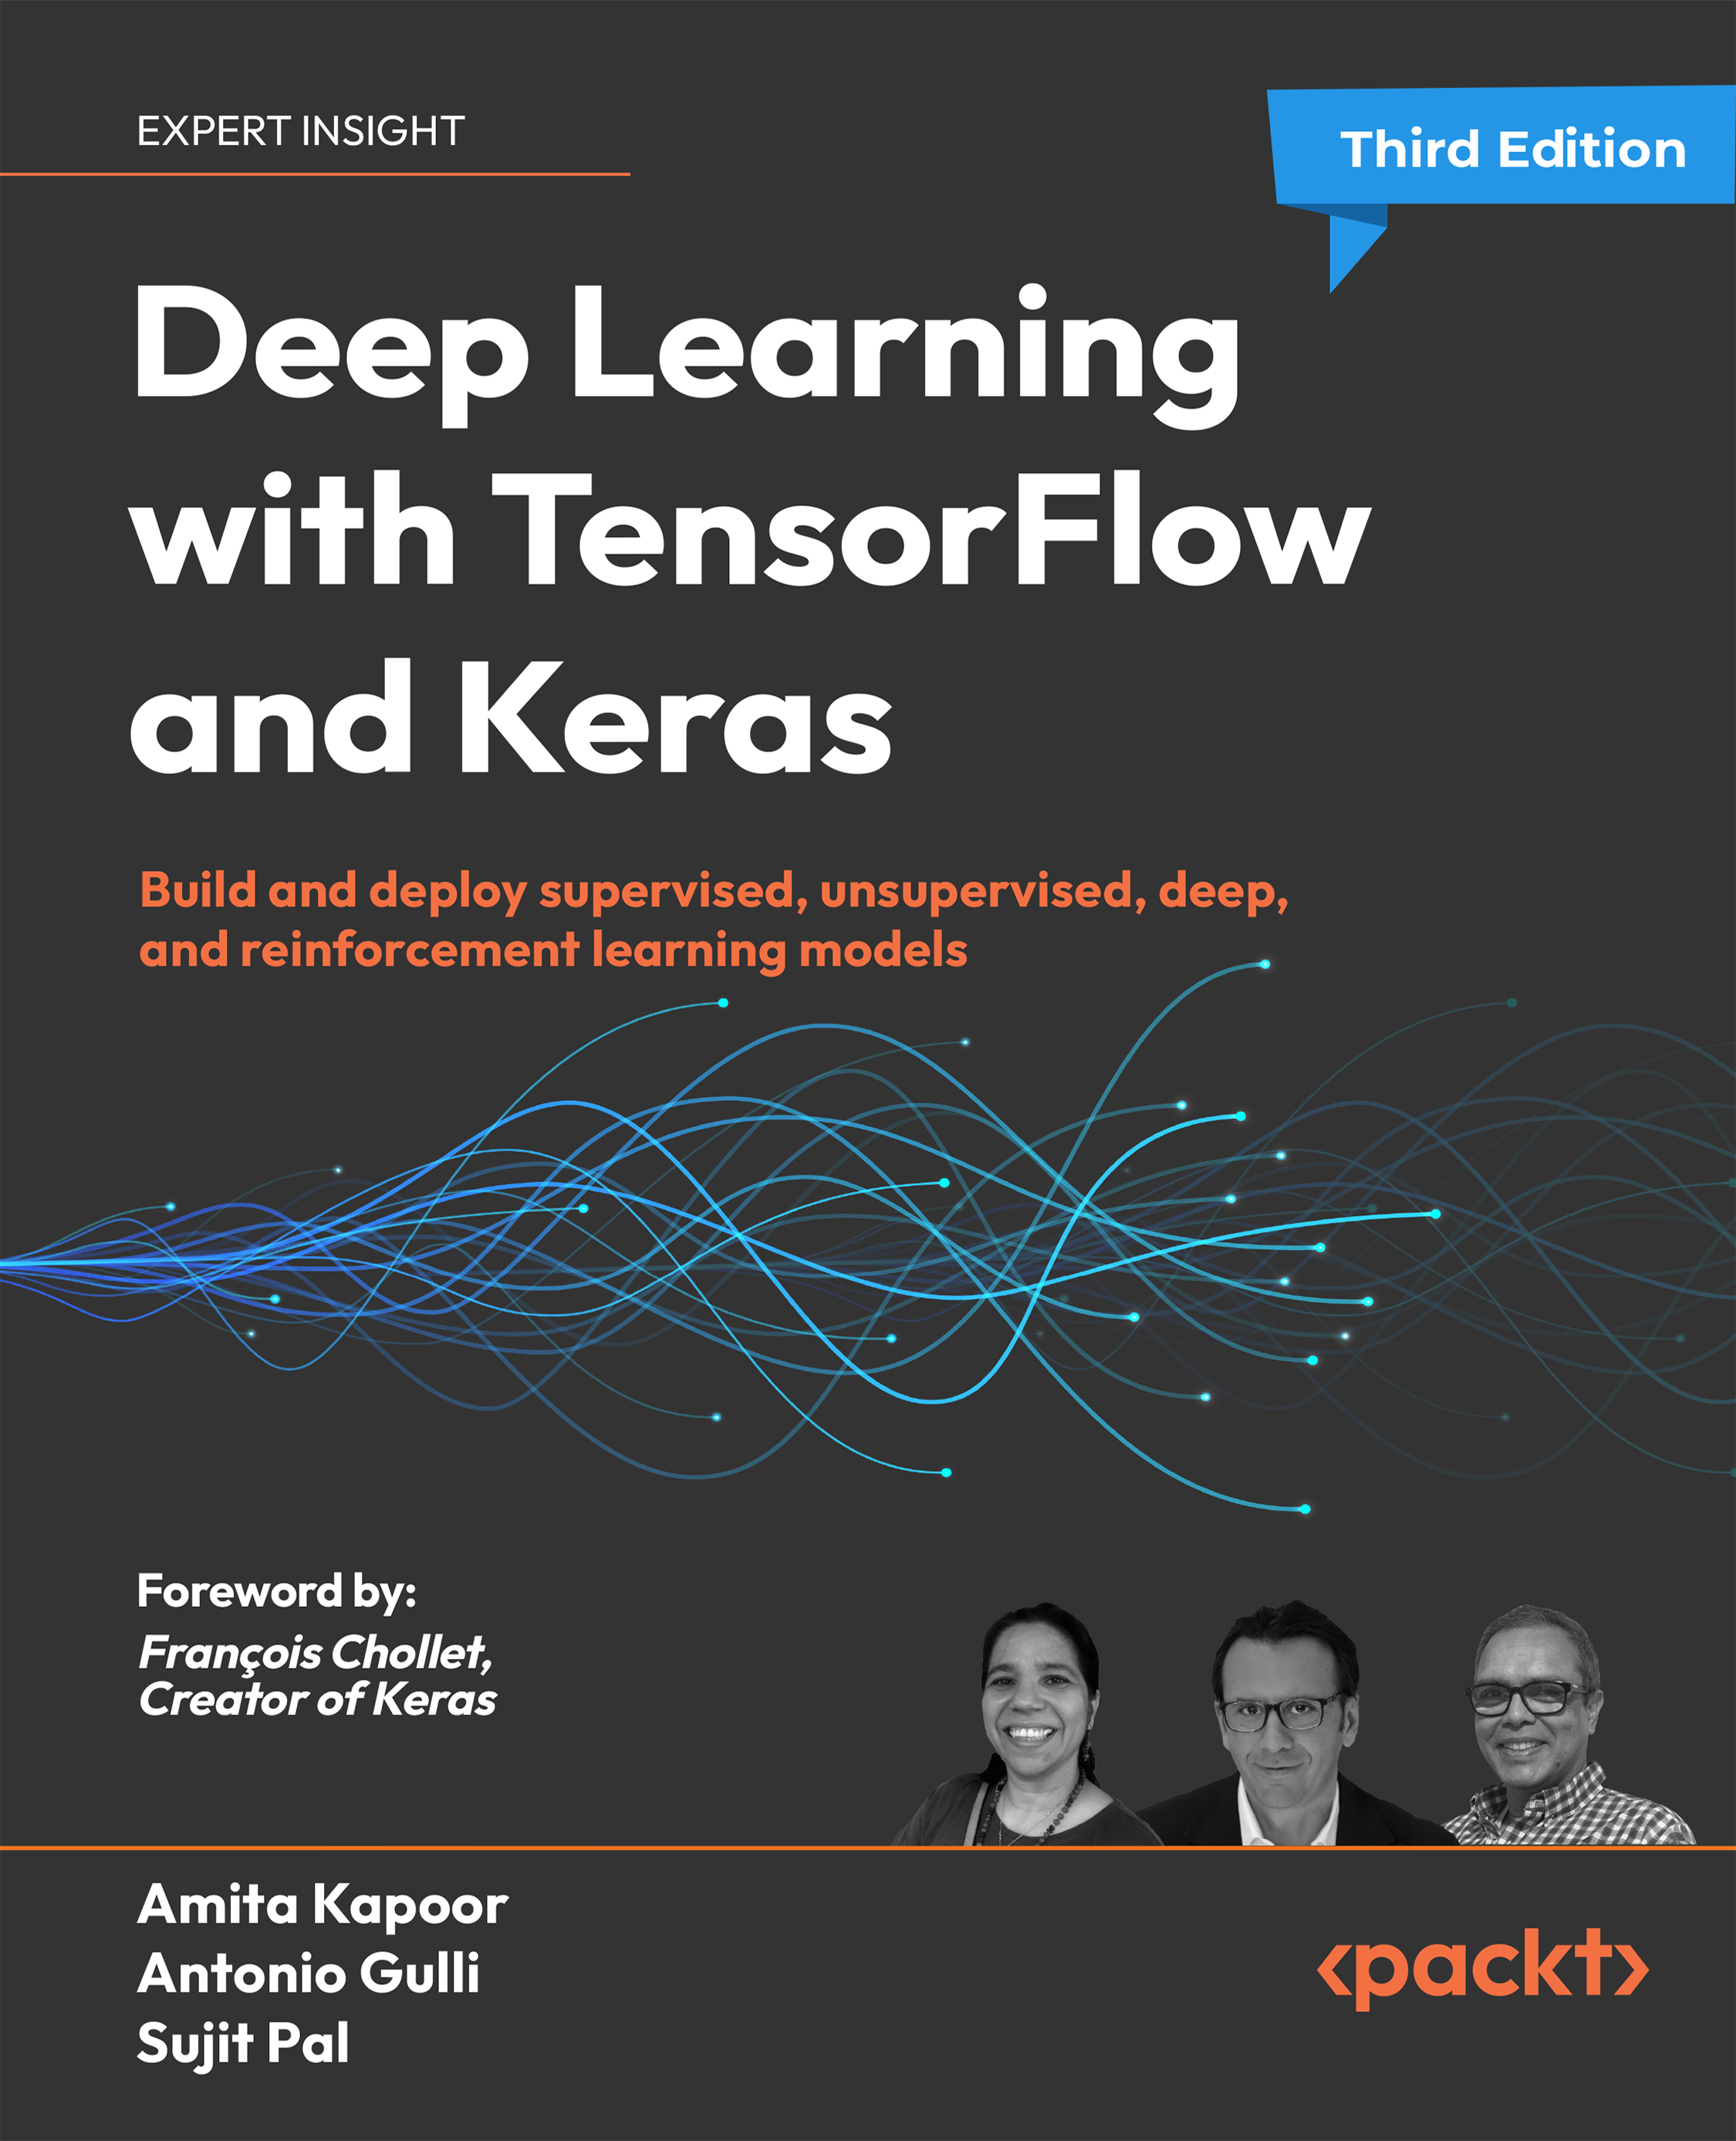 EXPERT INSIGHT
Third Edition
Deep Learning
with TensorFlow
and Keras
Build and deploy supervised, unsupervised, deep,
and reinforcement learning models
Foreword by:
François Chollet,
Creator of Keras
Amita Kapoor
Antonio Gulli
Sujit Pal
<packt>